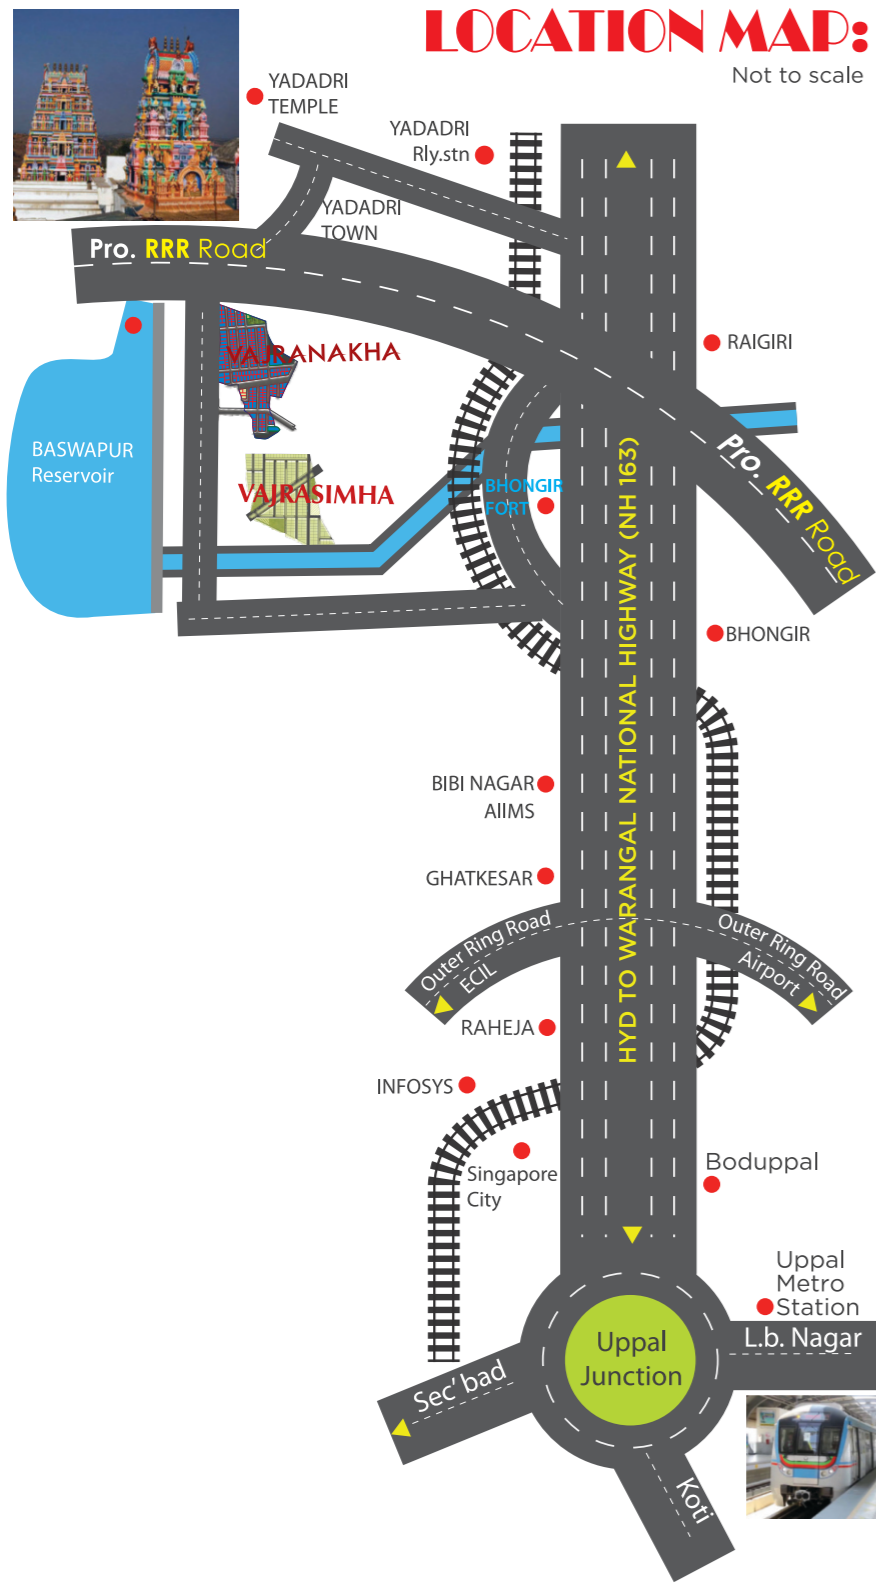 LOCATION MAP:
Not to scale
YADADRI
TEMPLE
YADADRI
Rly.stn
YADADRI
TOWN
Pro. RRR Road
VAJRANAKHA
RAIGIRI
BASWAPUR
Reservoir
VAJRASIMHA
BHONGIR
FORT
Pro. RRR Road
HYD TO WARANGAL NATIONAL HIGHWAY (NH 163)
BHONGIR
BIBI NAGAR
AIIMS
GHATKESAR
Outer Ring Road
ECIL
Outer Ring Road
Airport
RAHEJA
INFOSYS
Singapore
City
Boduppal
Uppal
Metro
Station
L.b. Nagar
Uppal
Junction
Sec'bad
Koti